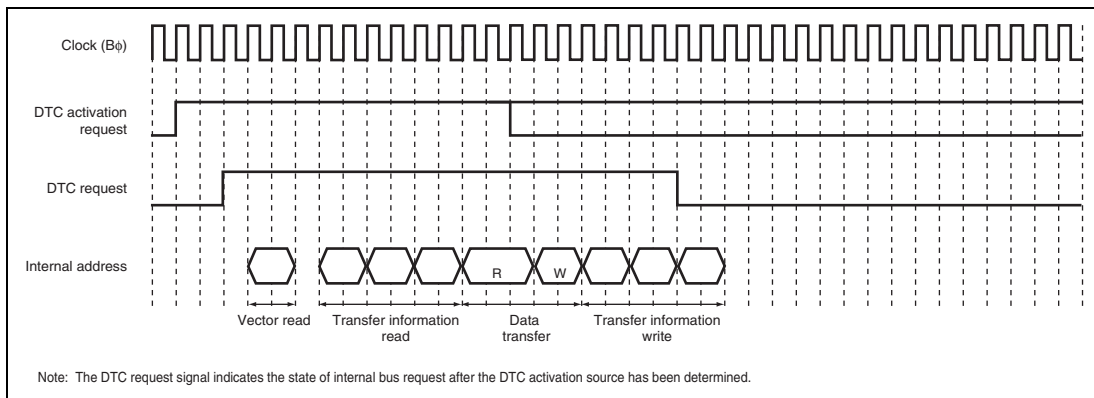 Clock (Bφ)
DTC activation
request
DTC request
Internal address
R
W
Vector read
Transfer information
read
Data
transfer
Transfer information
write
Note: The DTC request signal indicates the state of internal bus request after the DTC activation source has been determined.